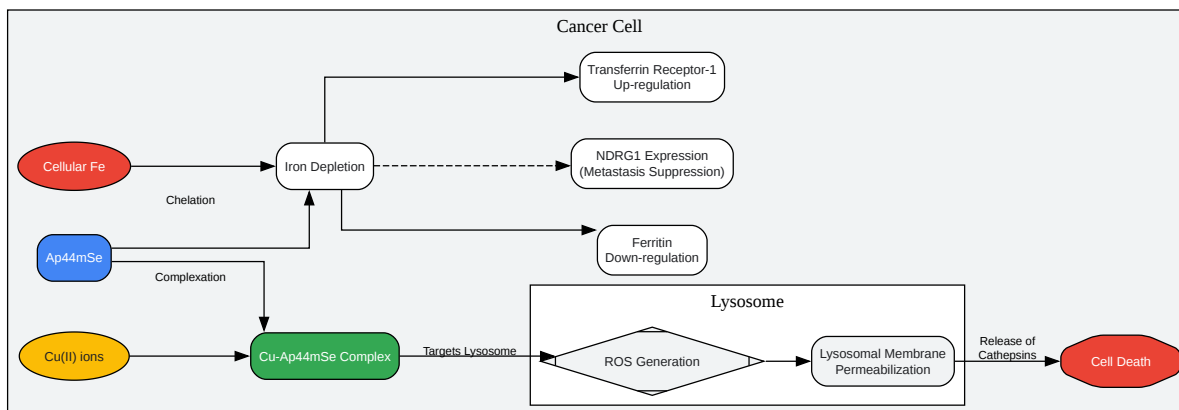 Cancer Cell
Transferrin Receptor-1
Up-regulation
Cellular Fe
Iron Depletion
NDRG1 Expression
(Metastasis Suppression)
Chelation
Ap44mSe
Ferritin
Down-regulation
Complexation
Lysosome
Cu(II) ions
Cu-Ap44mSe Complex
Targets Lysosome
ROS Generation
Lysosomal Membrane
Permeabilization
Release of
Cathepsins
Cell Death